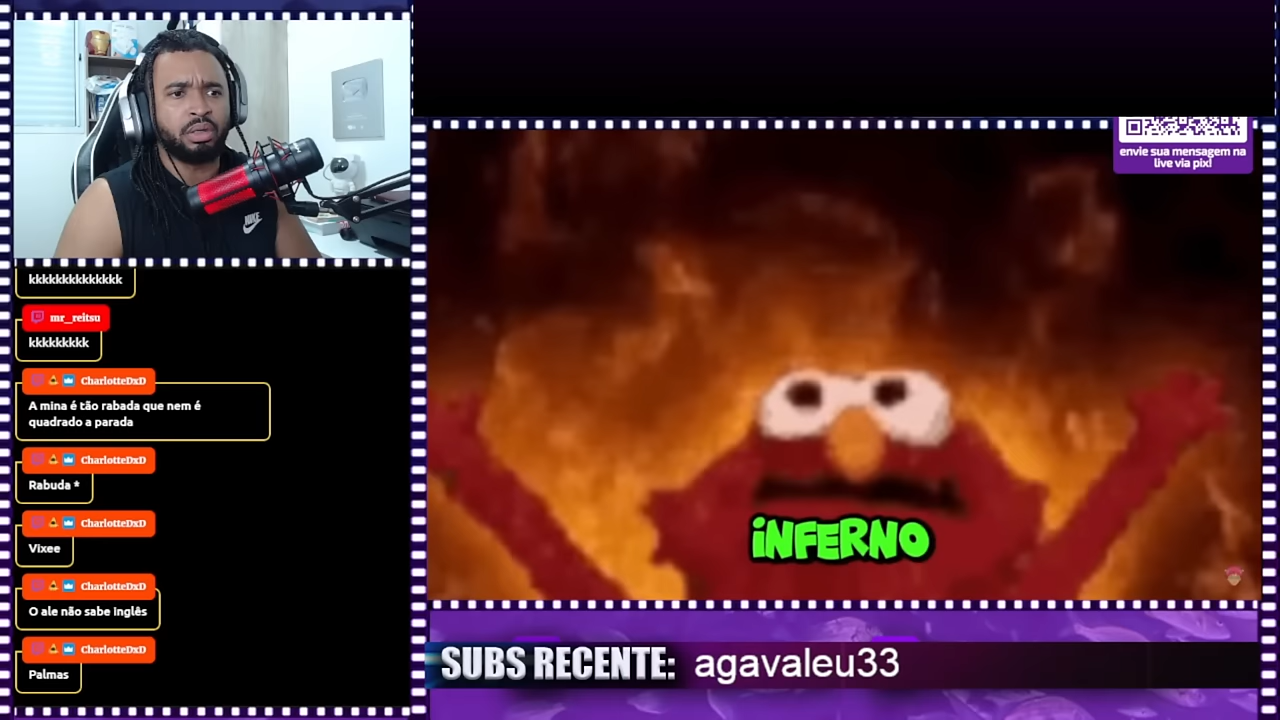 kkkkkkkkkkkkkk
mr_reitsu
kkkkkkkkk
CharlotteDxD
A mina é tão rabada que nem é
quadrado a parada
CharlotteDxD
Rabuda *
CharlotteDxD
Vixee
CharlotteDxD
O ale não sabe inglês
CharlotteDxD
Palmas
NIKE
envie sua mensagem na
live via pix!
INFERNO
SUBS RECENTE: agavaleu33